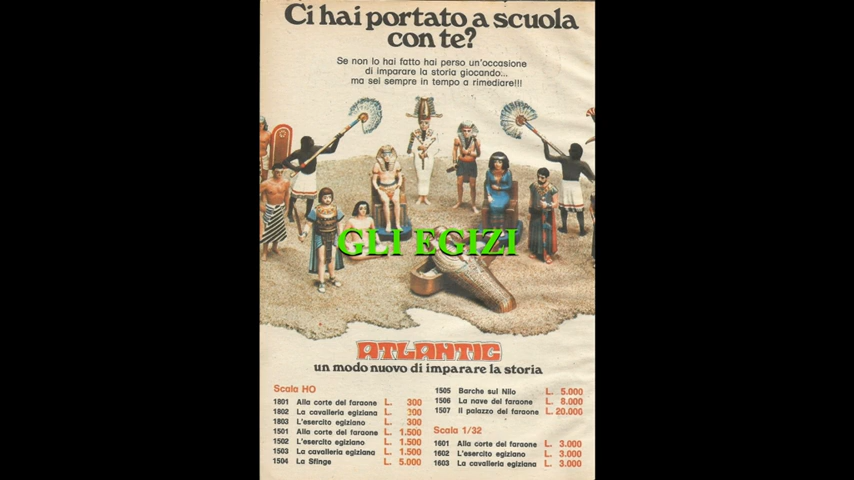 Ci hai portato a scuola
con te?
Se non lo hai fatto hai perso un'occasione
di imparare la storia giocando...
ma sei sempre in tempo a rimediare!!!
GLI EGIZI
ATLANTIC
un modo nuovo di imparare la storia
Scala HO
1801 Alla corte del faraone L. 300
1802 La cavalleria egiziana L. 300
1803 L'esercito egiziano L. 300
1501 Alla corte del faraone L. 1.500
1502 L'esercito egiziano L. 1.500
1503 La cavalleria egiziana L. 1.500
1504 La Sfinge L. 5.000
1505 Barche sul Nilo L. 5.000
1506 La nave del faraone L. 8.000
1507 Il palazzo del faraone L. 20.000
Scala 1/32
1601 Alla corte del faraone L. 3.000
1602 L'esercito egiziano L. 3.000
1603 La cavalleria egiziana L. 3.000